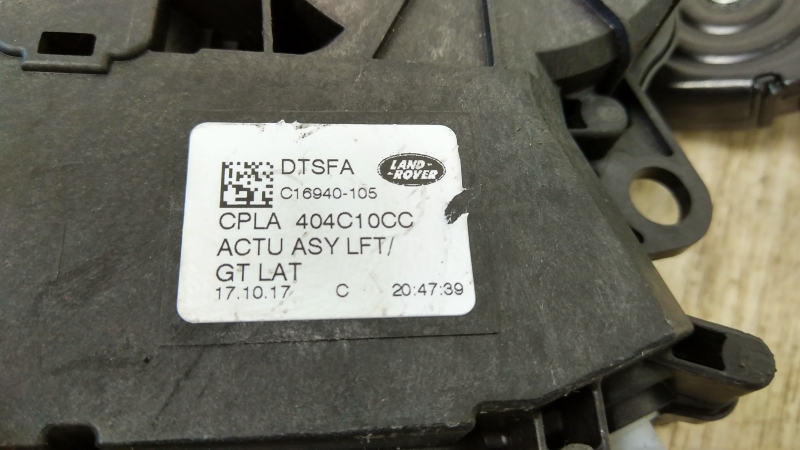 DTSFA
LAND-
-ROVER
C16940-105
CPLA 404C10CC
ACTU ASY LFT/
GT LAT
17.10.17 C 20:47:39